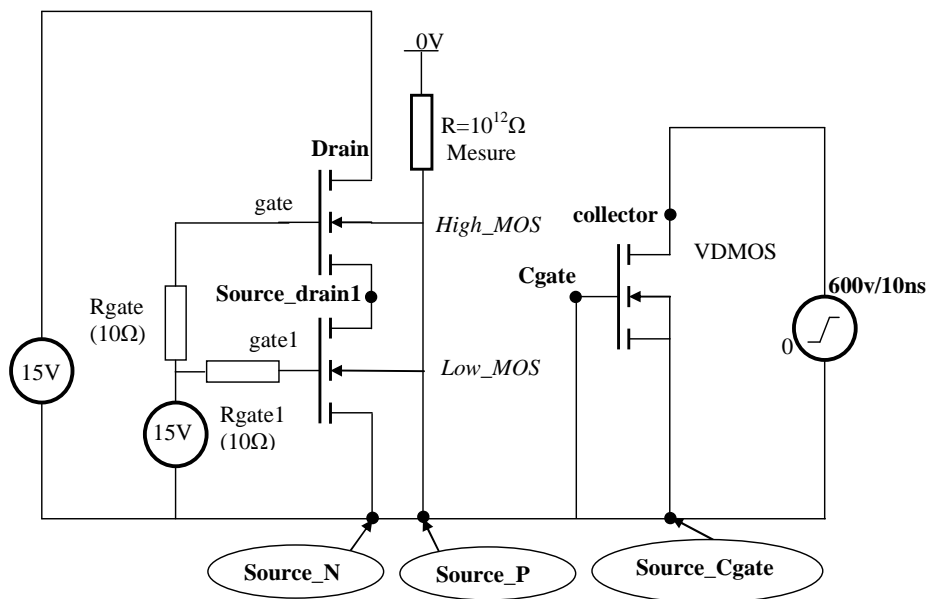 0V
R=10¹²Ω
Mesure
Drain
gate
High_MOS
collector
VDMOS
Cgate
Source_drain1
600v/10ns
0
Rgate
(10Ω)
gate1
Low_MOS
15V
Rgate1
(10Ω)
15V
Source_N
Source_P
Source_Cgate